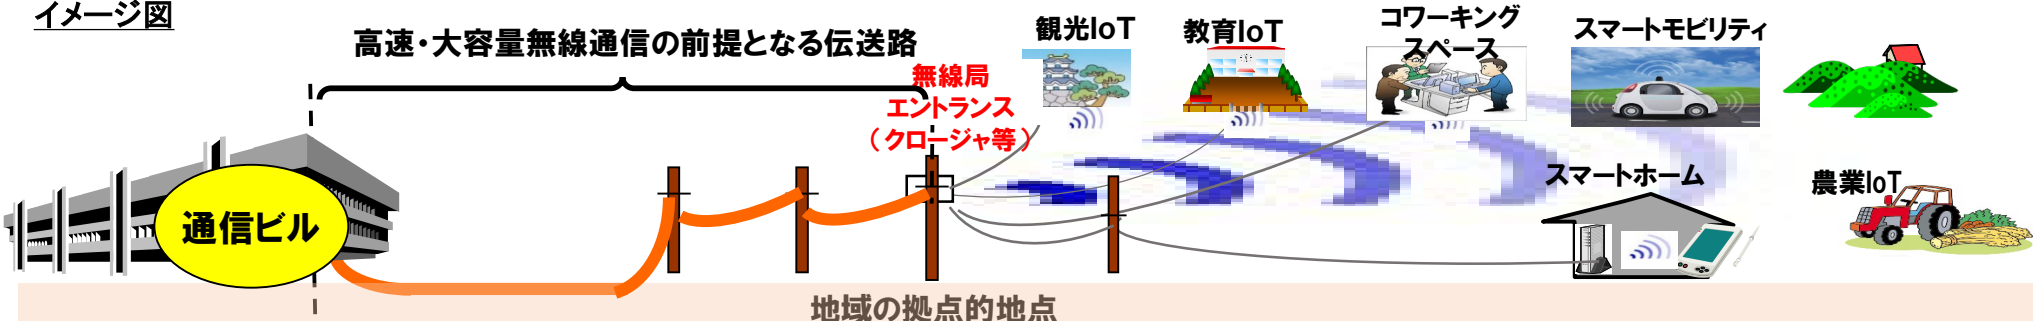 イメージ図
高速・大容量無線通信の前提となる伝送路
無線局
エントランス
（クロージャ等）
観光IoT
教育IoT
コワーキング
スペース
スマートモビリティ
通信ビル
スマートホーム
農業IoT
地域の拠点的地点